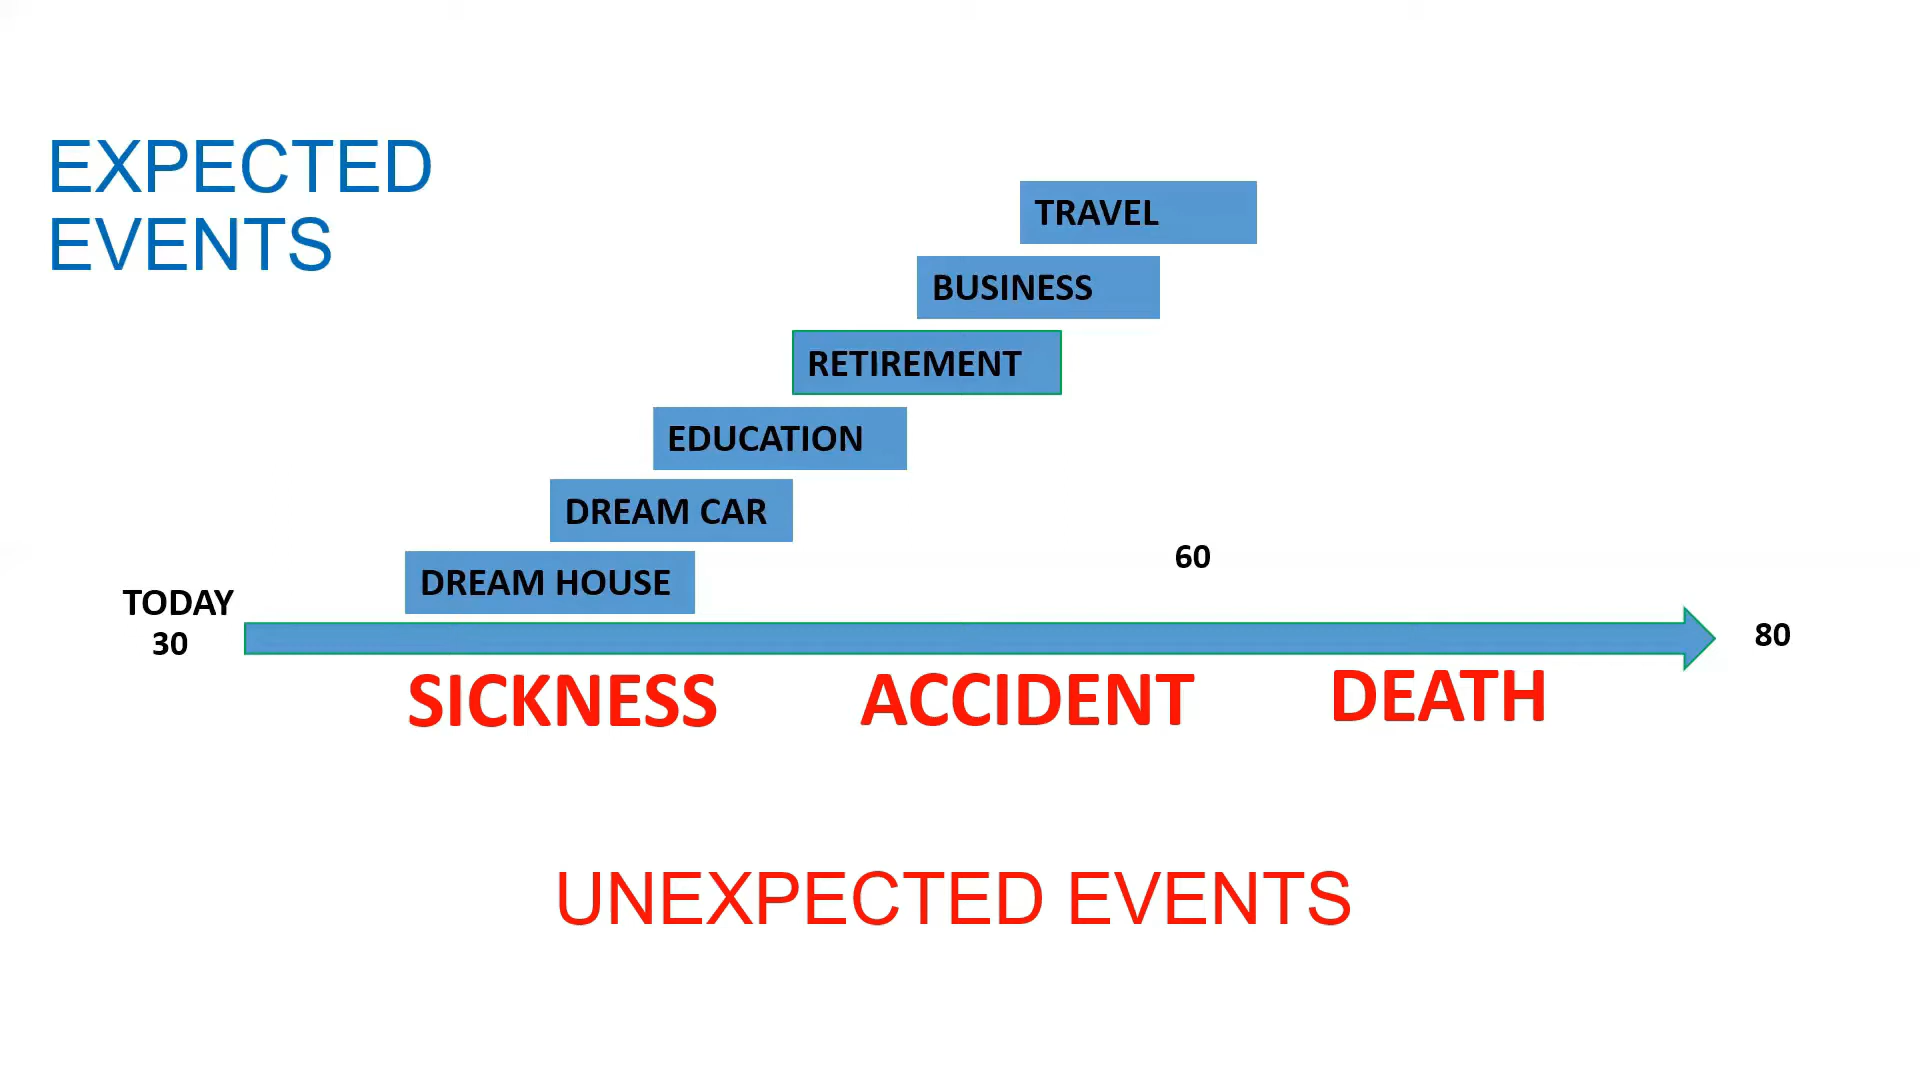 EXPECTED
EVENTS
TRAVEL
BUSINESS
RETIREMENT
EDUCATION
DREAM CAR
DREAM HOUSE
60
TODAY
30
80
SICKNESS
ACCIDENT
DEATH
UNEXPECTED EVENTS